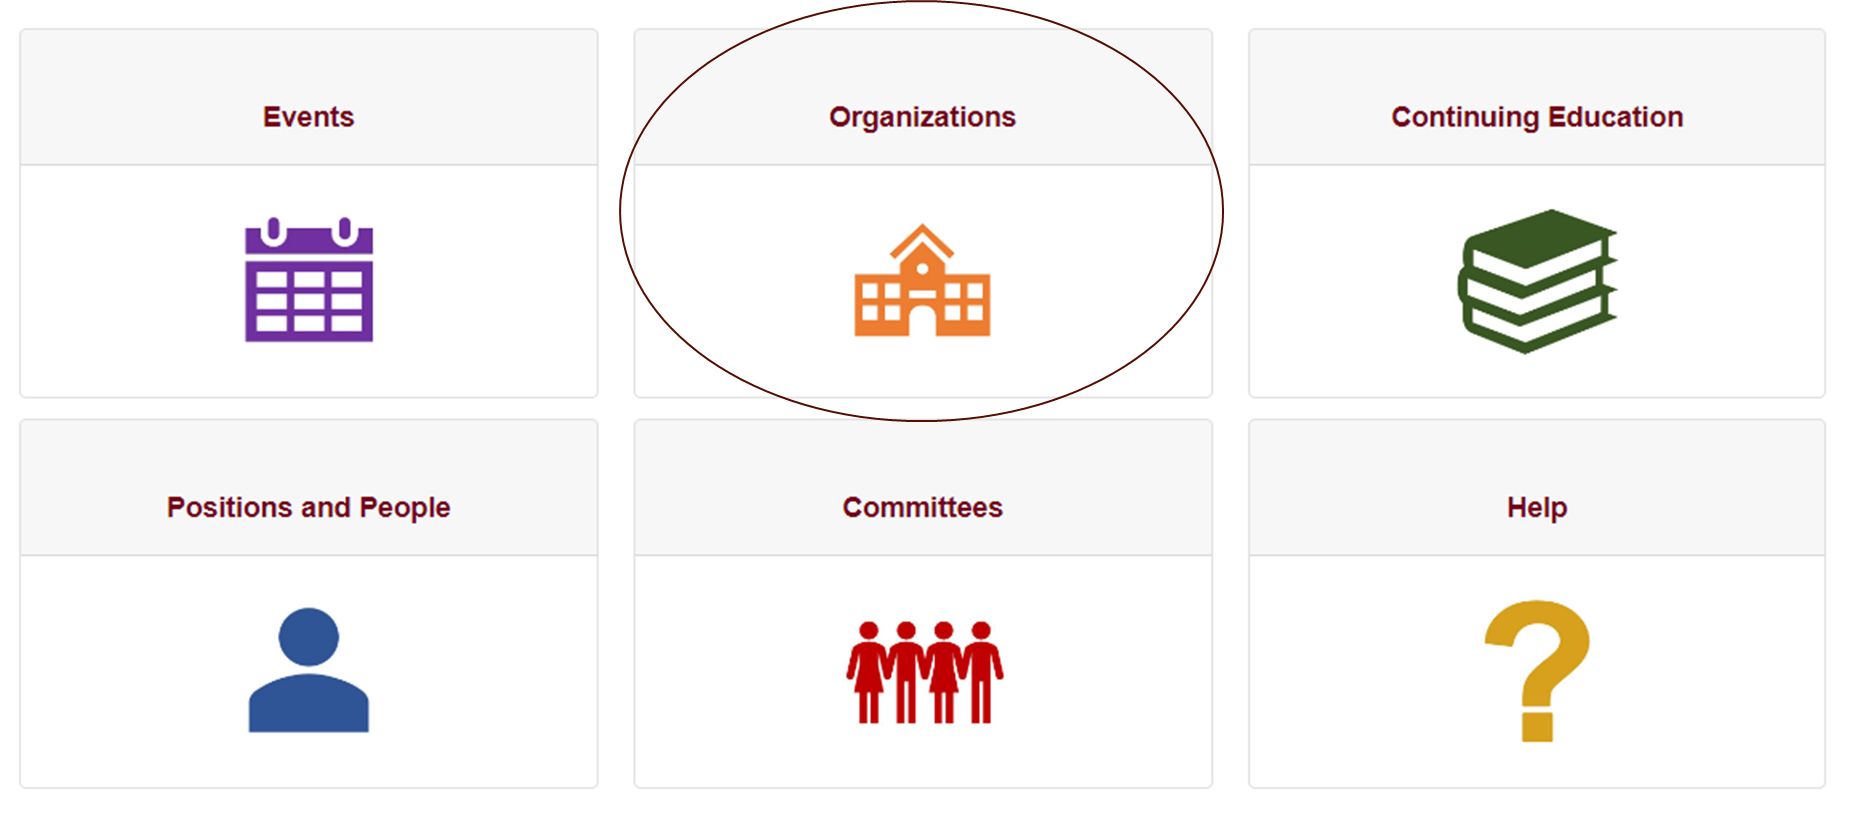 Events
Organizations
Continuing Education
Positions and People
Committees
Help